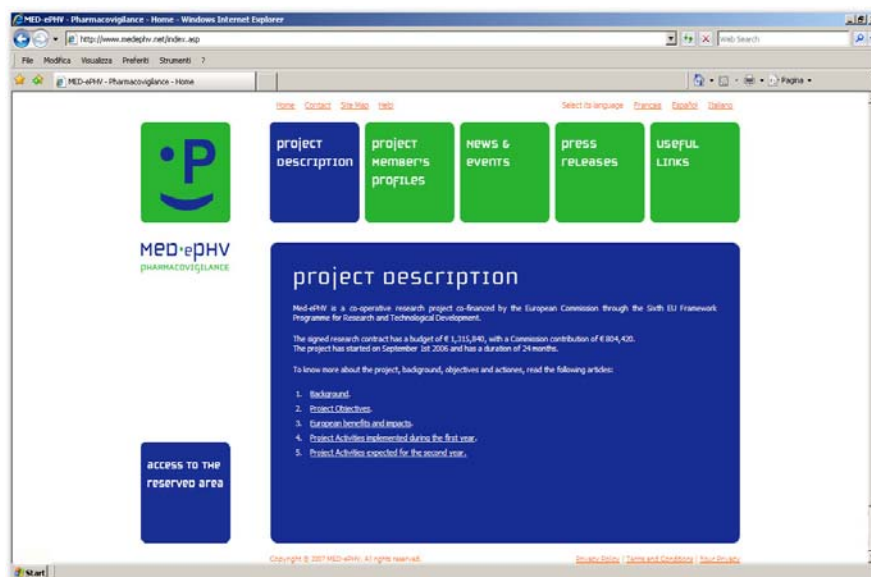 MED-ePHV - Pharmacovigilance - Home - Windows Internet Explorer
http://www.medephv.net/index.asp
Web Search
File Modifica Visualizza Preferiti Strumenti ?
MED-ePHV - Pharmacovigilance - Home
Pagina
Home Contact Site Map Help
Select its language Français Español Italiano
•P
project description
project member's profiles
news & events
press releases
useful links
MED•ePHV
pharmacovigilance
project description
Med-ePHV is a co-operative research project co-financed by the European Commission through the Sixth EU Framework
Programme for Research and Technological Development.
The signed research contract has a budget of € 1,315,840, with a Commission contribution of € 804,420.
The project has started on September 1st 2006 and has a duration of 24 months.
To know more about the project, background, objectives and actiones, read the following articles:
1. Background.
2. Project Objectives.
3. European benefits and impacts.
4. Project Activities implemented during the first year.
5. Project Activities expected for the second year.
access to the
reserved area
Copyright © 2007 MED-ePHV. All rights reserved.
Privacy Policy | Terms and Conditions | Your Privacy
Start